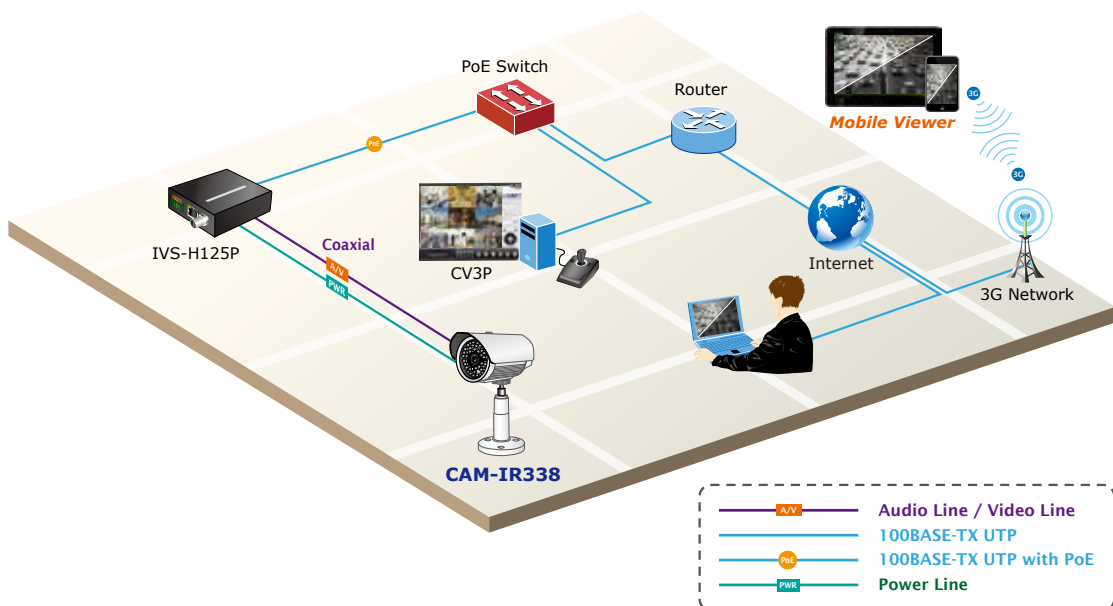 PoE Switch
Router
3G
Mobile Viewer
PoE
3G
IVS-H125P
Coaxial
A/V
PWR
CV3P
Internet
3G Network
CAM-IR338
A/V Audio Line / Video Line
100BASE-TX UTP
PoE 100BASE-TX UTP with PoE
PWR Power Line